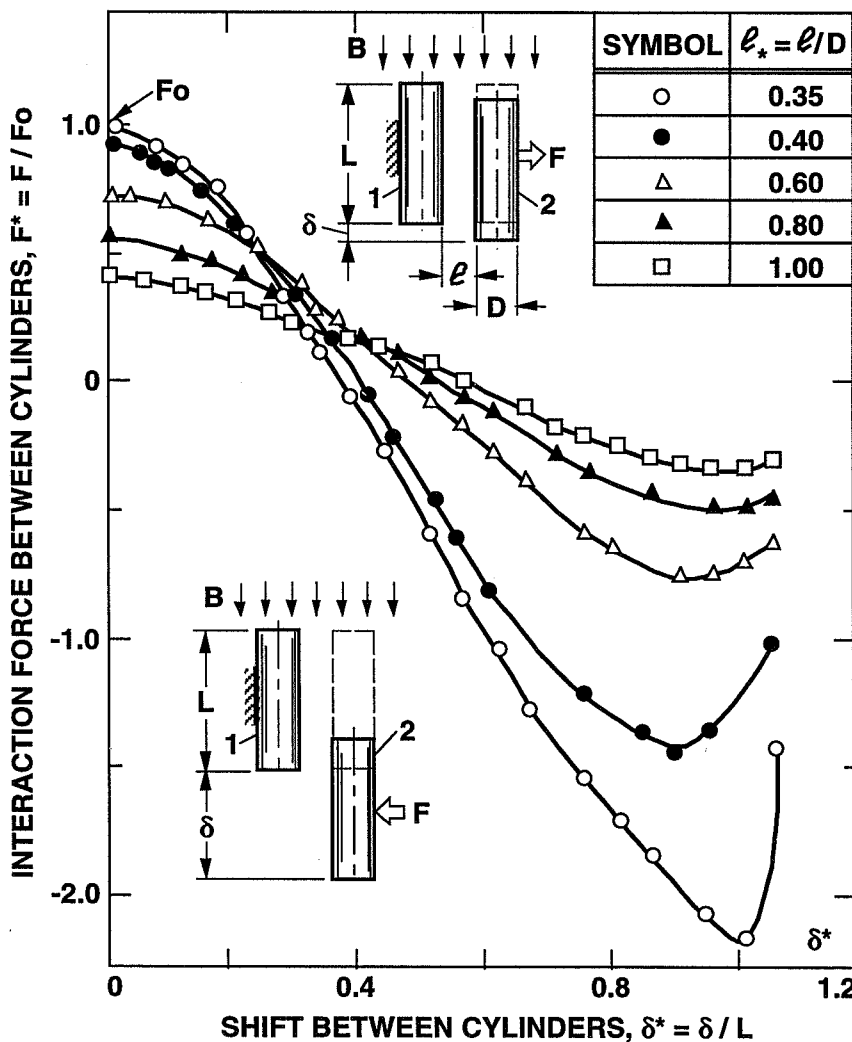 INTERACTION FORCE BETWEEN CYLINDERS, F* = F / Fo
1.0
0
-1.0
-2.0
Fo
B
L
δ
1
2
F
ℓ
D
SYMBOL ℓ* = ℓ/D
0.35
0.40
0.60
0.80
1.00
B
L
δ
1
2
F
δ*
0 0.4 0.8 1.2
SHIFT BETWEEN CYLINDERS, δ* = δ / L